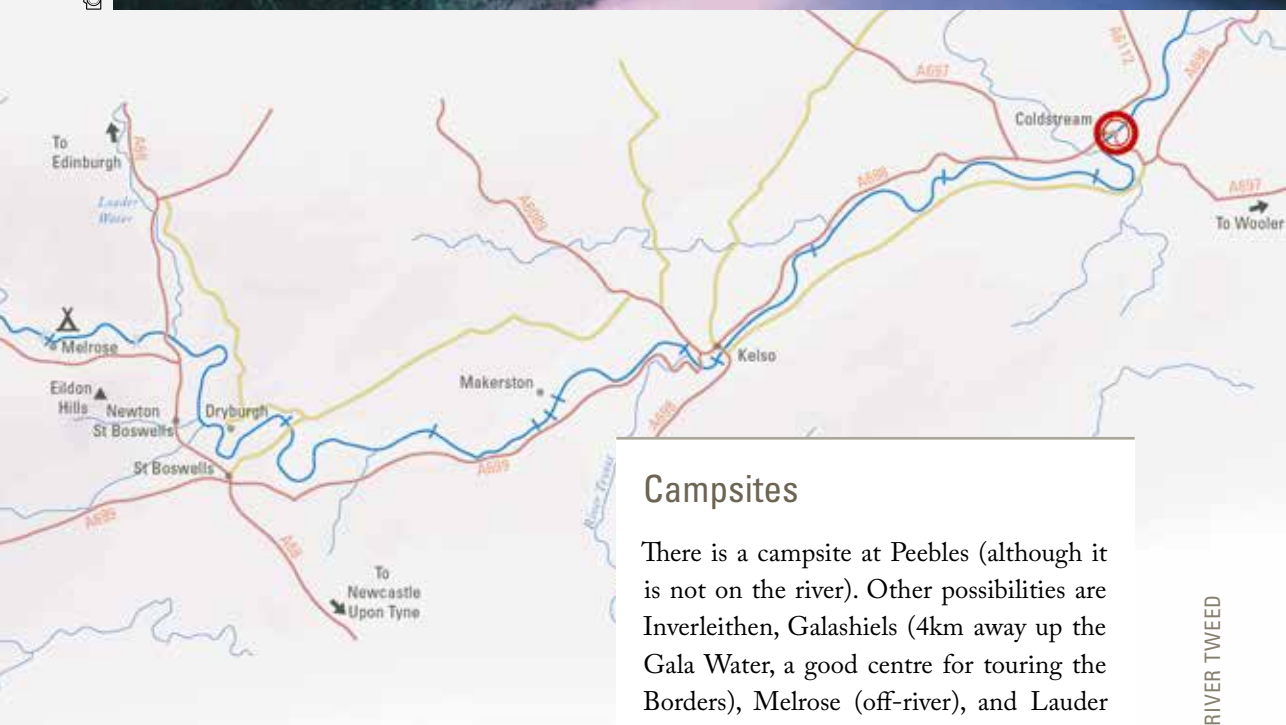 A697
A6112
A698
Coldstream
To
Edinburgh
A68
Leader
Water
A6089
A698
A697
To Wooler
Melrose
Kelso
Makerston
Eildon
Hills
Newton
St Boswells
Dryburgh
St Boswells
A698
A699
A699
A68
River Teviot
To
Newcastle
Upon Tyne
Campsites
There is a campsite at Peebles (although it
is not on the river). Other possibilities are
Inverleithen, Galashiels (4km away up the
Gala Water, a good centre for touring the
Borders), Melrose (off-river), and Lauder
RIVER TWEED